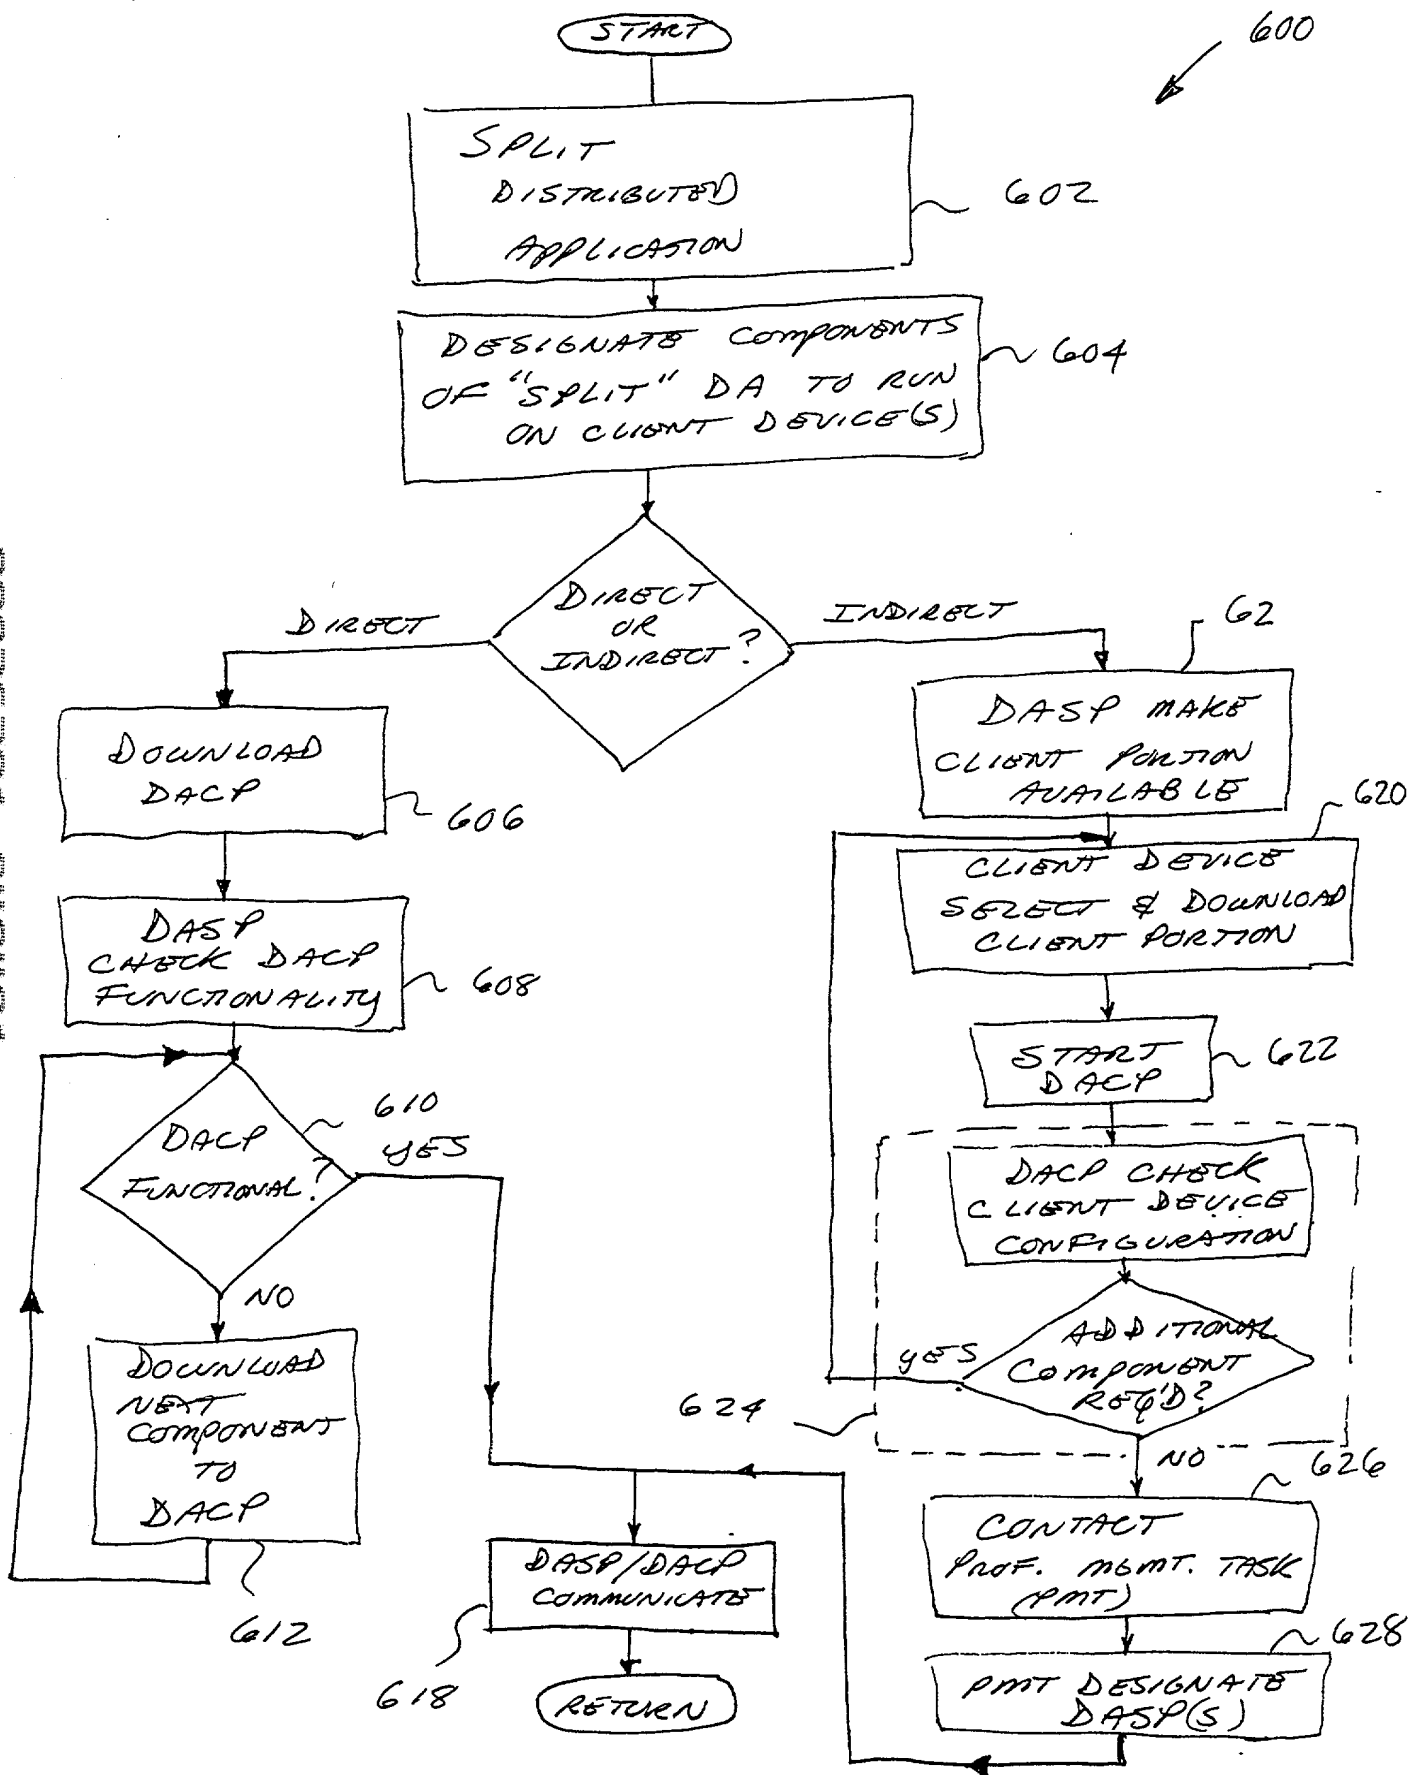 START
600
SPLIT
DISTRIBUTED
APPLICATION
602
DESIGNATE COMPONENTS
OF "SPLIT" DA TO RUN
ON CLIENT DEVICE(S)
604
DIRECT
OR
INDIRECT?
DIRECT
INDIRECT
DOWNLOAD
DACP
606
DASP
CHECK DACP
FUNCTIONALITY
608
DACP
FUNCTIONAL?
610
YES
NO
DOWNLOAD
NEXT
COMPONENT
TO
DACP
612
62
DASP MAKE
CLIENT PORTION
AVAILABLE
620
CLIENT DEVICE
SELECT & DOWNLOAD
CLIENT PORTION
START
DACP
622
DACP CHECK
CLIENT DEVICE
CONFIGURATION
ADDITIONAL
COMPONENT
REQ'D?
YES
624
NO
626
CONTACT
PROF. MGMT. TASK
(PMT)
628
PMT DESIGNATE
DASP(S)
DASP/DACP
COMMUNICATE
618
RETURN